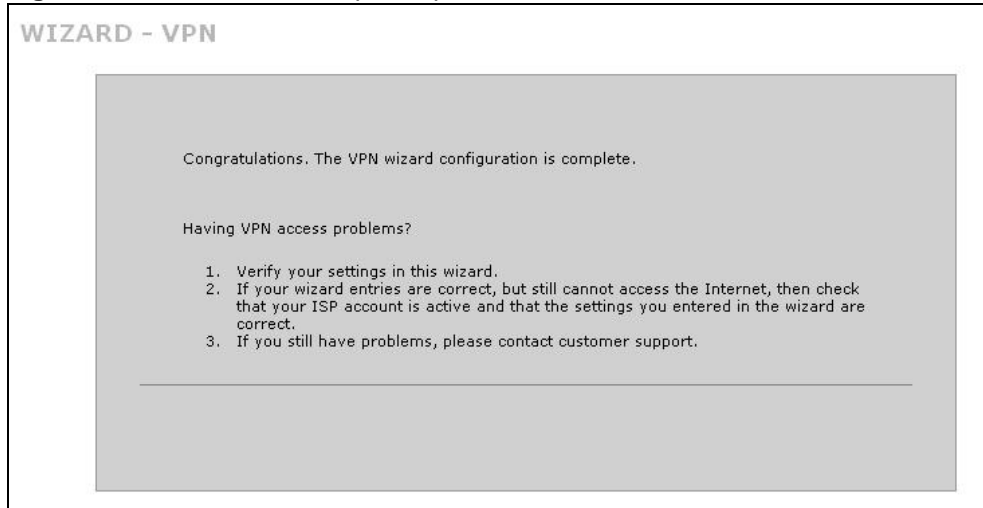 WIZARD - VPN
Congratulations. The VPN wizard configuration is complete.
Having VPN access problems?
1. Verify your settings in this wizard.
2. If your wizard entries are correct, but still cannot access the Internet, then check
that your ISP account is active and that the settings you entered in the wizard are
correct.
3. If you still have problems, please contact customer support.